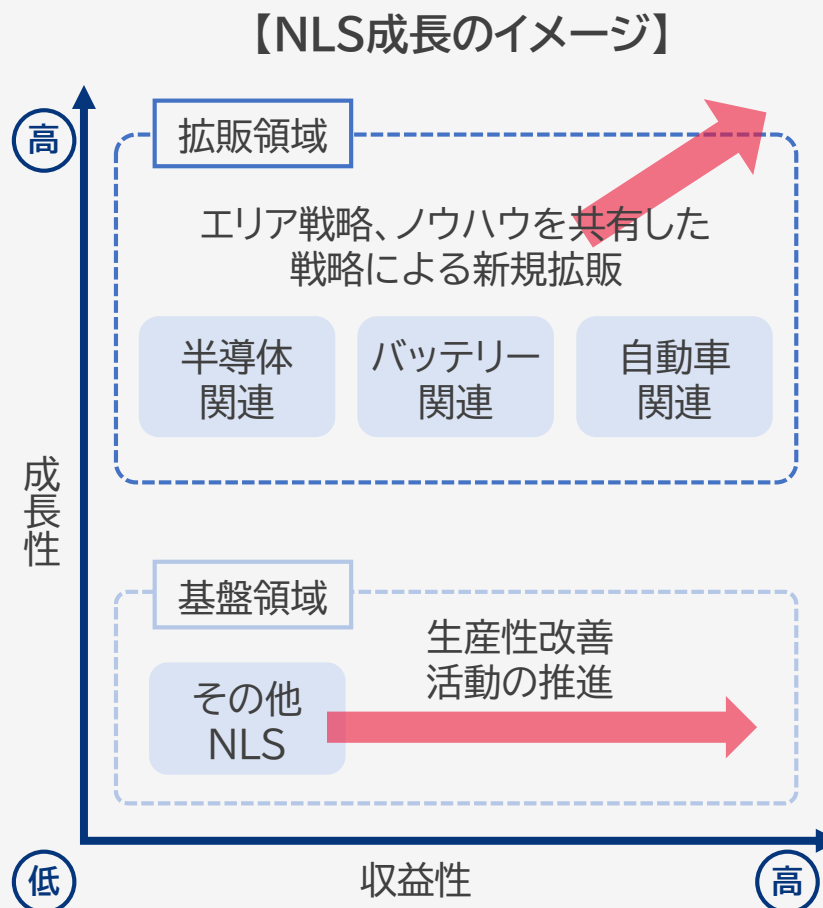 【NLS成長のイメージ】
高
拡販領域
エリア戦略、ノウハウを共有した
戦略による新規拡販
半導体
関連
バッテリー
関連
自動車
関連
成長性
基盤領域
生産性改善
活動の推進
その他
NLS
低
収益性
高